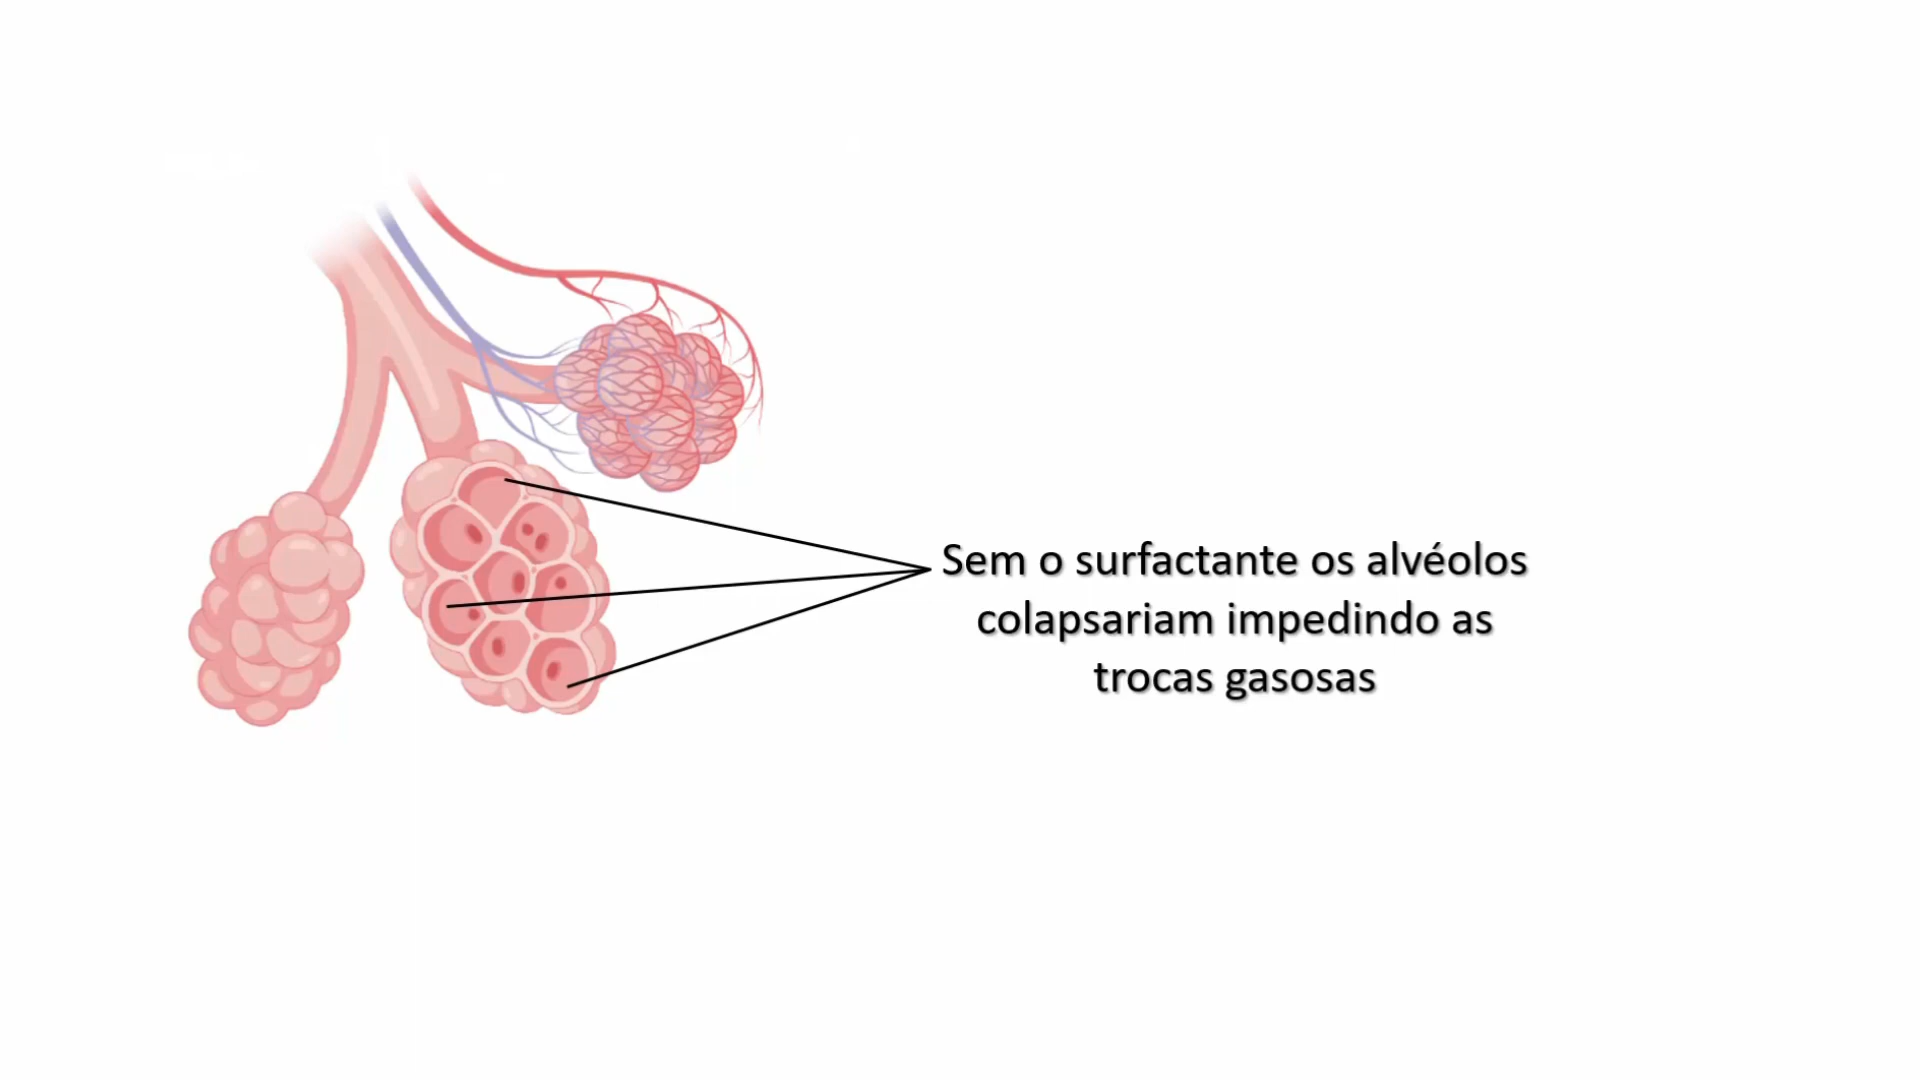 Sem o surfactante os alvéolos
colapsariam impedindo as
trocas gasosas